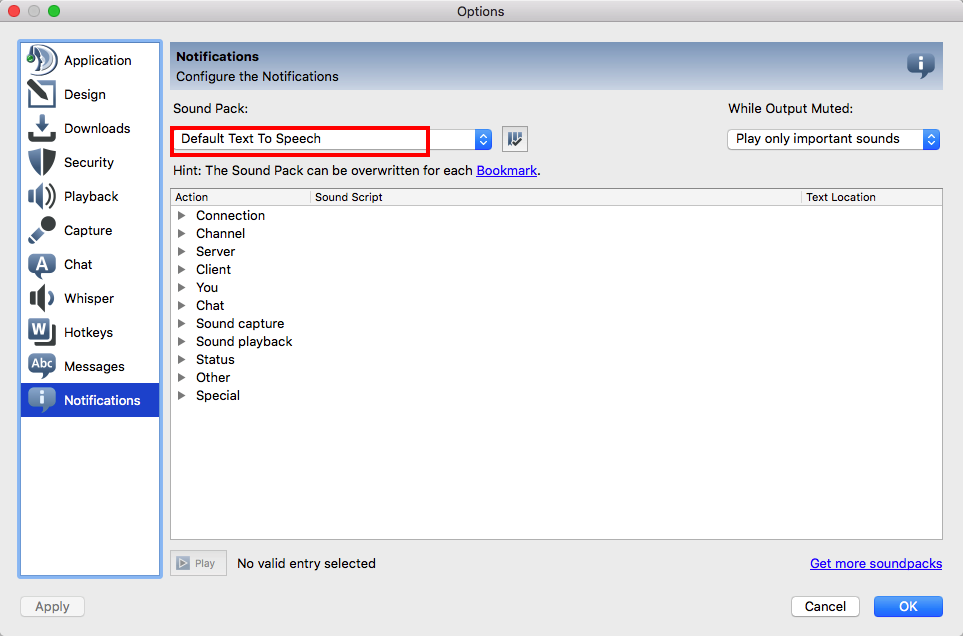 Options
Application
Design
Downloads
Security
Playback
Capture
A
Chat
Whisper
W
Hotkeys
Abc
Messages
i
Notifications
Notifications
Configure the Notifications
i
Sound Pack:
While Output Muted:
Default Text To Speech
Play only important sounds
Hint: The Sound Pack can be overwritten for each Bookmark.
Action Sound Script Text Location
Connection
Channel
Server
Client
You
Chat
Sound capture
Sound playback
Status
Other
Special
Play No valid entry selected Get more soundpacks
Apply Cancel OK